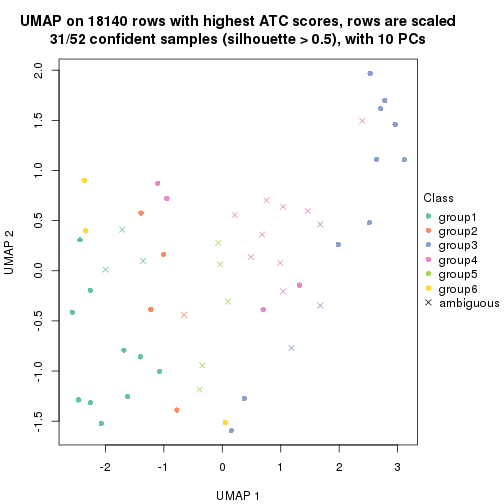 UMAP on 18140 rows with highest ATC scores, rows are scaled
31/52 confident samples (silhouette > 0.5), with 10 PCs
2.0
1.5
1.0
0.5
0.0
-0.5
-1.0
-1.5
UMAP 2
-2
-1
0
1
2
3
UMAP 1
Class
group1
group2
group3
group4
group5
group6
ambiguous